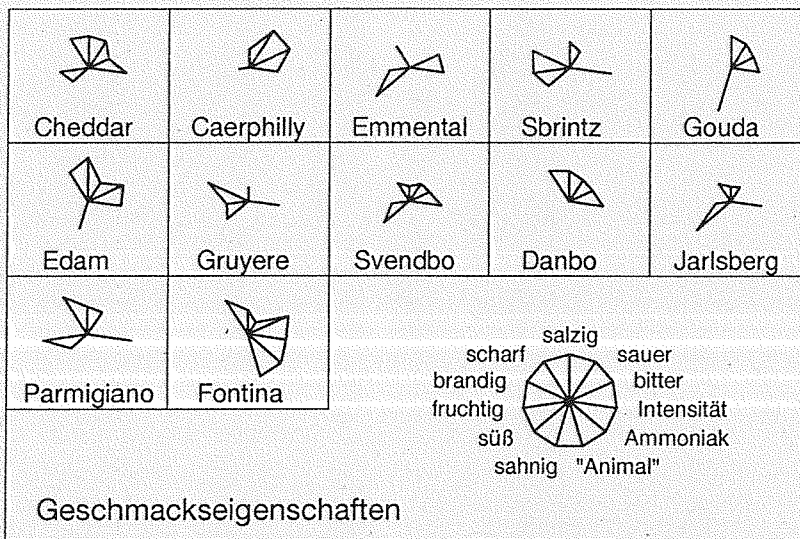 Cheddar
Caerphilly
Emmental
Sbrintz
Gouda
Edam
Gruyere
Svendbo
Danbo
Jarlsberg
Parmigiano
Fontina
salzig
scharf
sauer
brandig
bitter
fruchtig
Intensität
süß
Ammoniak
sahnig
"Animal"
Geschmackseigenschaften